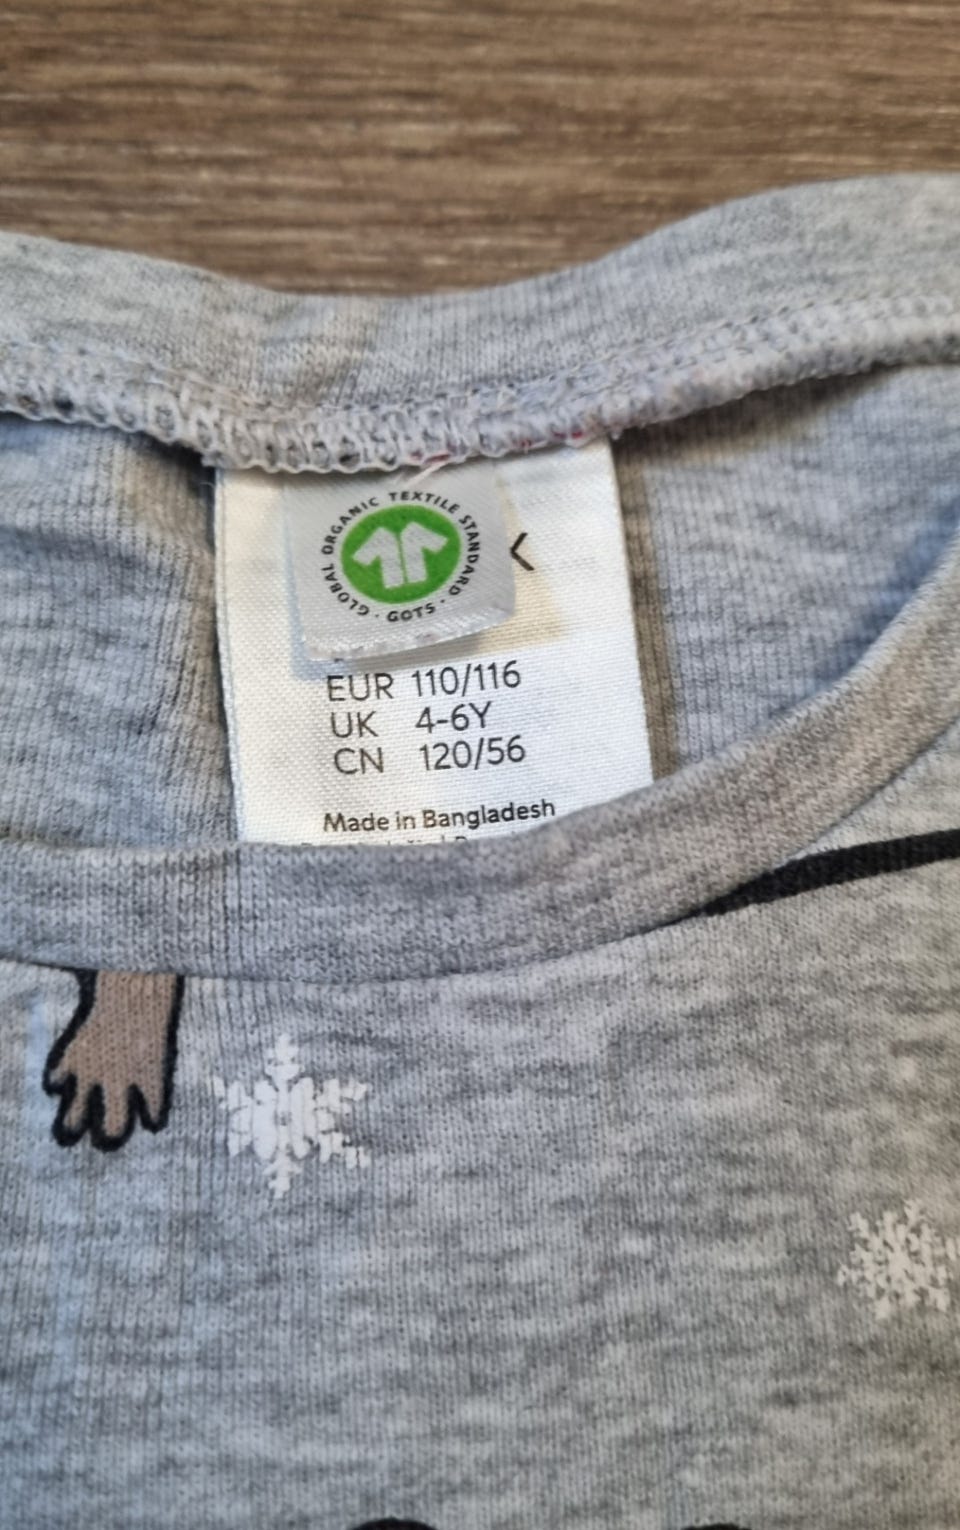 GLOBAL ORGANIC TEXTILE STANDARD · GOTS ·
EUR 110/116
UK 4-6Y
CN 120/56
Made in Bangladesh